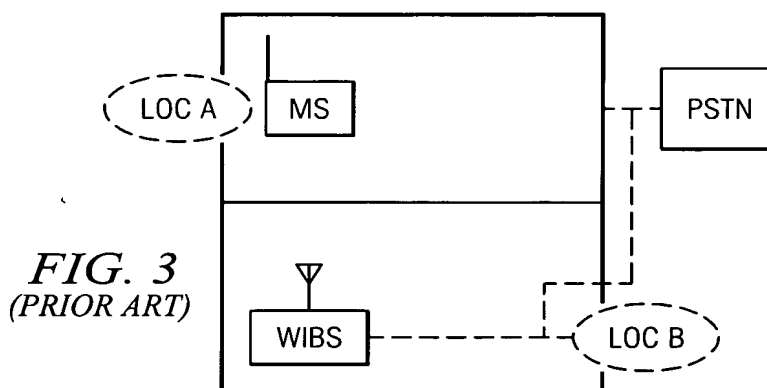 LOC A
MS
PSTN
FIG. 3
(PRIOR ART)
WIBS
LOC B